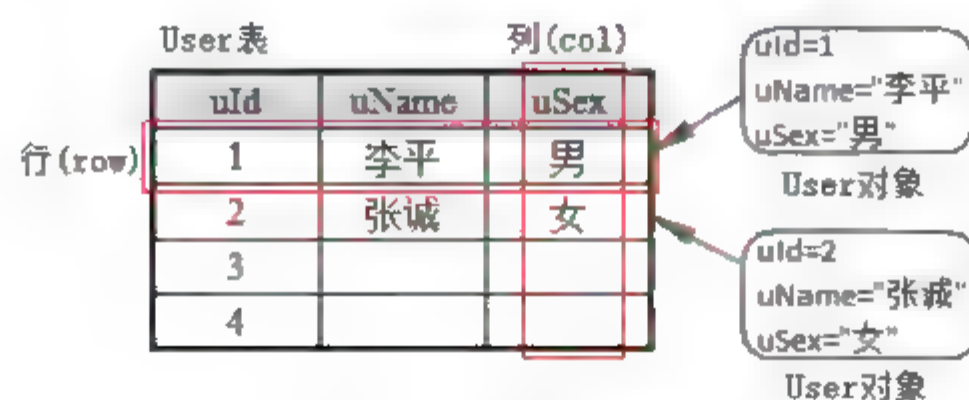 User表
列(col)
uId uName uSex
行(row)
1 李平 男
2 张诚 女
3
4
uId=1
uName="李平"
uSex="男"
User对象
uId=2
uName="张诚"
uSex="女"
User对象